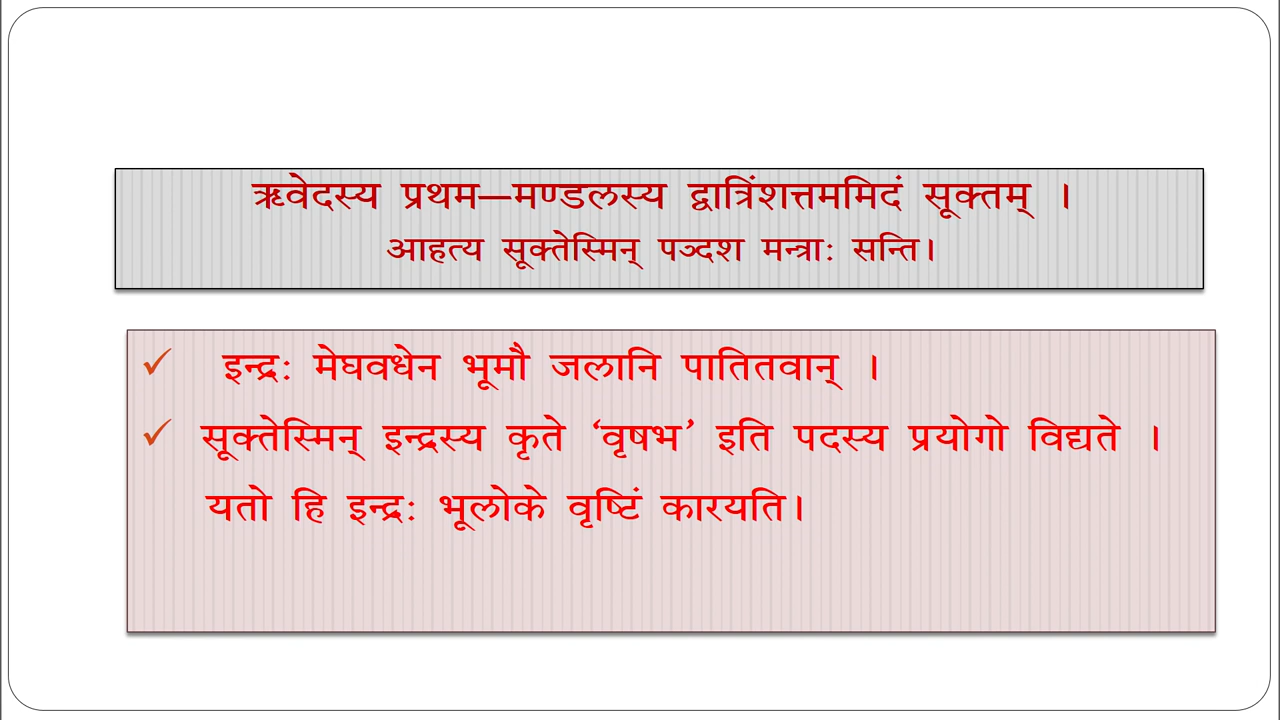 ऋवेदस्य प्रथम—मण्डलस्य द्वात्रिंशत्तममिदं सूक्तम् ।
आहत्य सूक्तेस्मिन् पञ्दश मन्त्राः सन्ति।
✓ इन्द्रः मेघवधेन भूमौ जलानि पातितवान् ।
✓ सूक्तेस्मिन् इन्द्रस्य कृते ‘वृषभ’ इति पदस्य प्रयोगो विद्यते ।
यतो हि इन्द्रः भूलोके वृष्टिं कारयति।